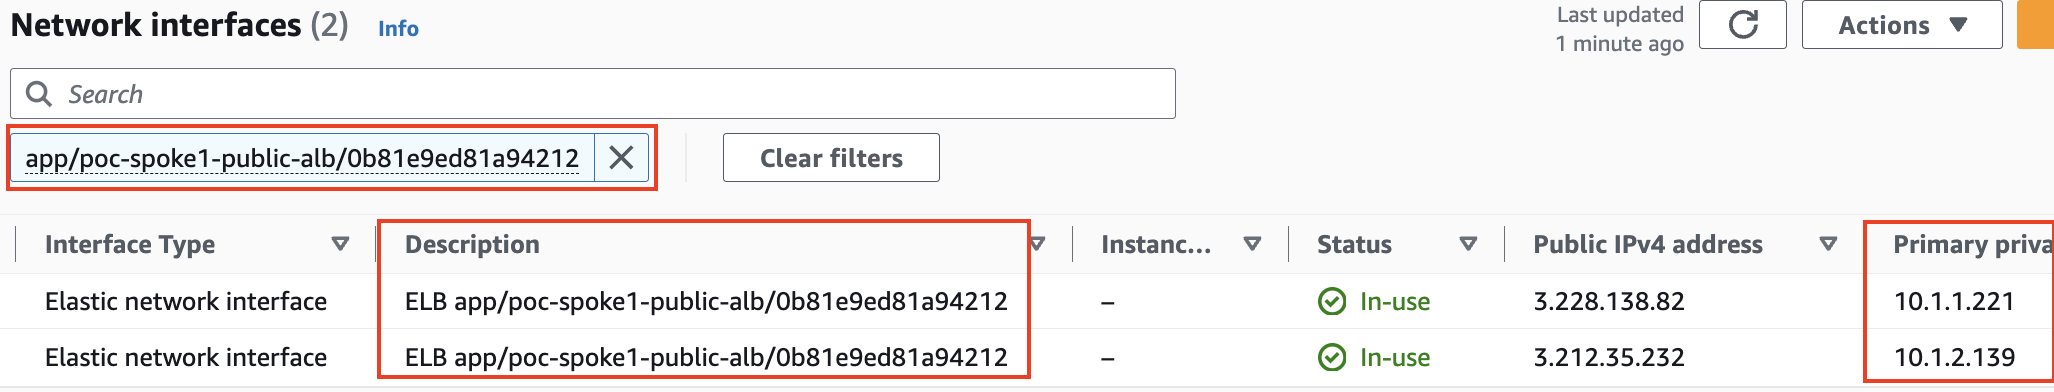 Network interfaces (2) Info
Last updated
1 minute ago
Actions
Search
app/poc-spoke1-public-alb/0b81e9ed81a94212
Clear filters
Interface Type Description Instanc... Status Public IPv4 address Primary priva
Elastic network interface ELB app/poc-spoke1-public-alb/0b81e9ed81a94212 – In-use 3.228.138.82 10.1.1.221
Elastic network interface ELB app/poc-spoke1-public-alb/0b81e9ed81a94212 – In-use 3.212.35.232 10.1.2.139